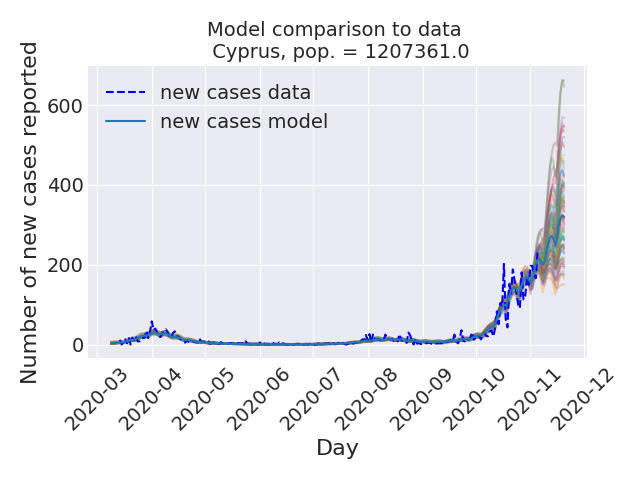 Model comparison to data
Cyprus, pop. = 1207361.0
Number of new cases reported
new cases data
new cases model
600
400
200
0
2020-03
2020-04
2020-05
2020-06
2020-07
2020-08
2020-09
2020-10
2020-11
2020-12
Day